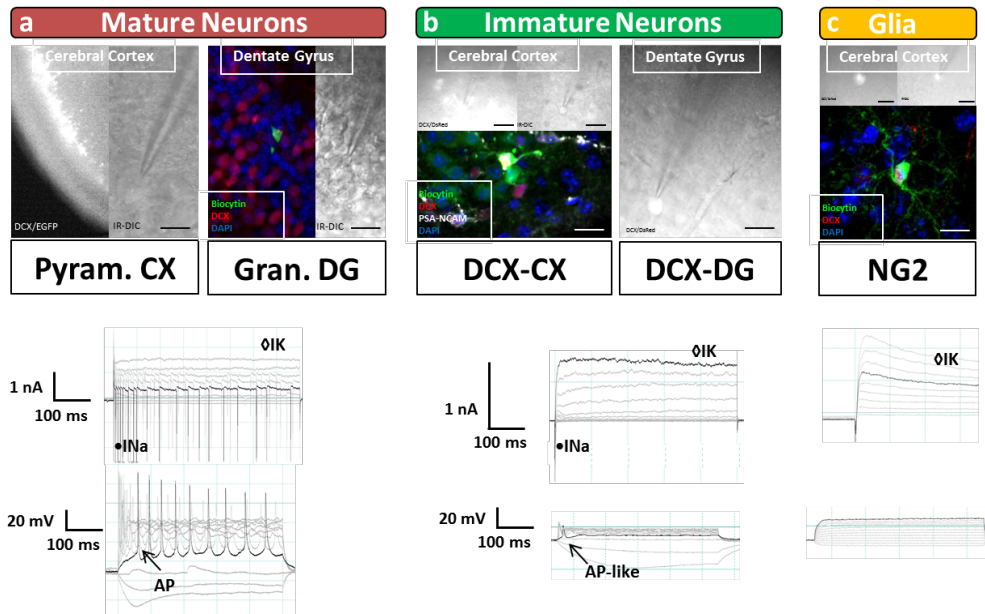 a Mature Neurons
Cerebral Cortex
Dentate Gyrus
DCX/EGFP
IR-DIC
Biocytin
DCX
DAPI
IR-DIC
Pyram. CX
Gran. DG
b Immature Neurons
Cerebral Cortex
Dentate Gyrus
DCX/DsRed
IR-DIC
Biocytin
DCX
PSA-NCAM
DAPI
DCX/DsRed
DCX-CX
DCX-DG
c Glia
Cerebral Cortex
Biocytin
DCX
DAPI
NG2
◊IK
1 nA
100 ms
•INa
20 mV
100 ms
AP
◊IK
1 nA
100 ms
•INa
20 mV
100 ms
AP-like
◊IK